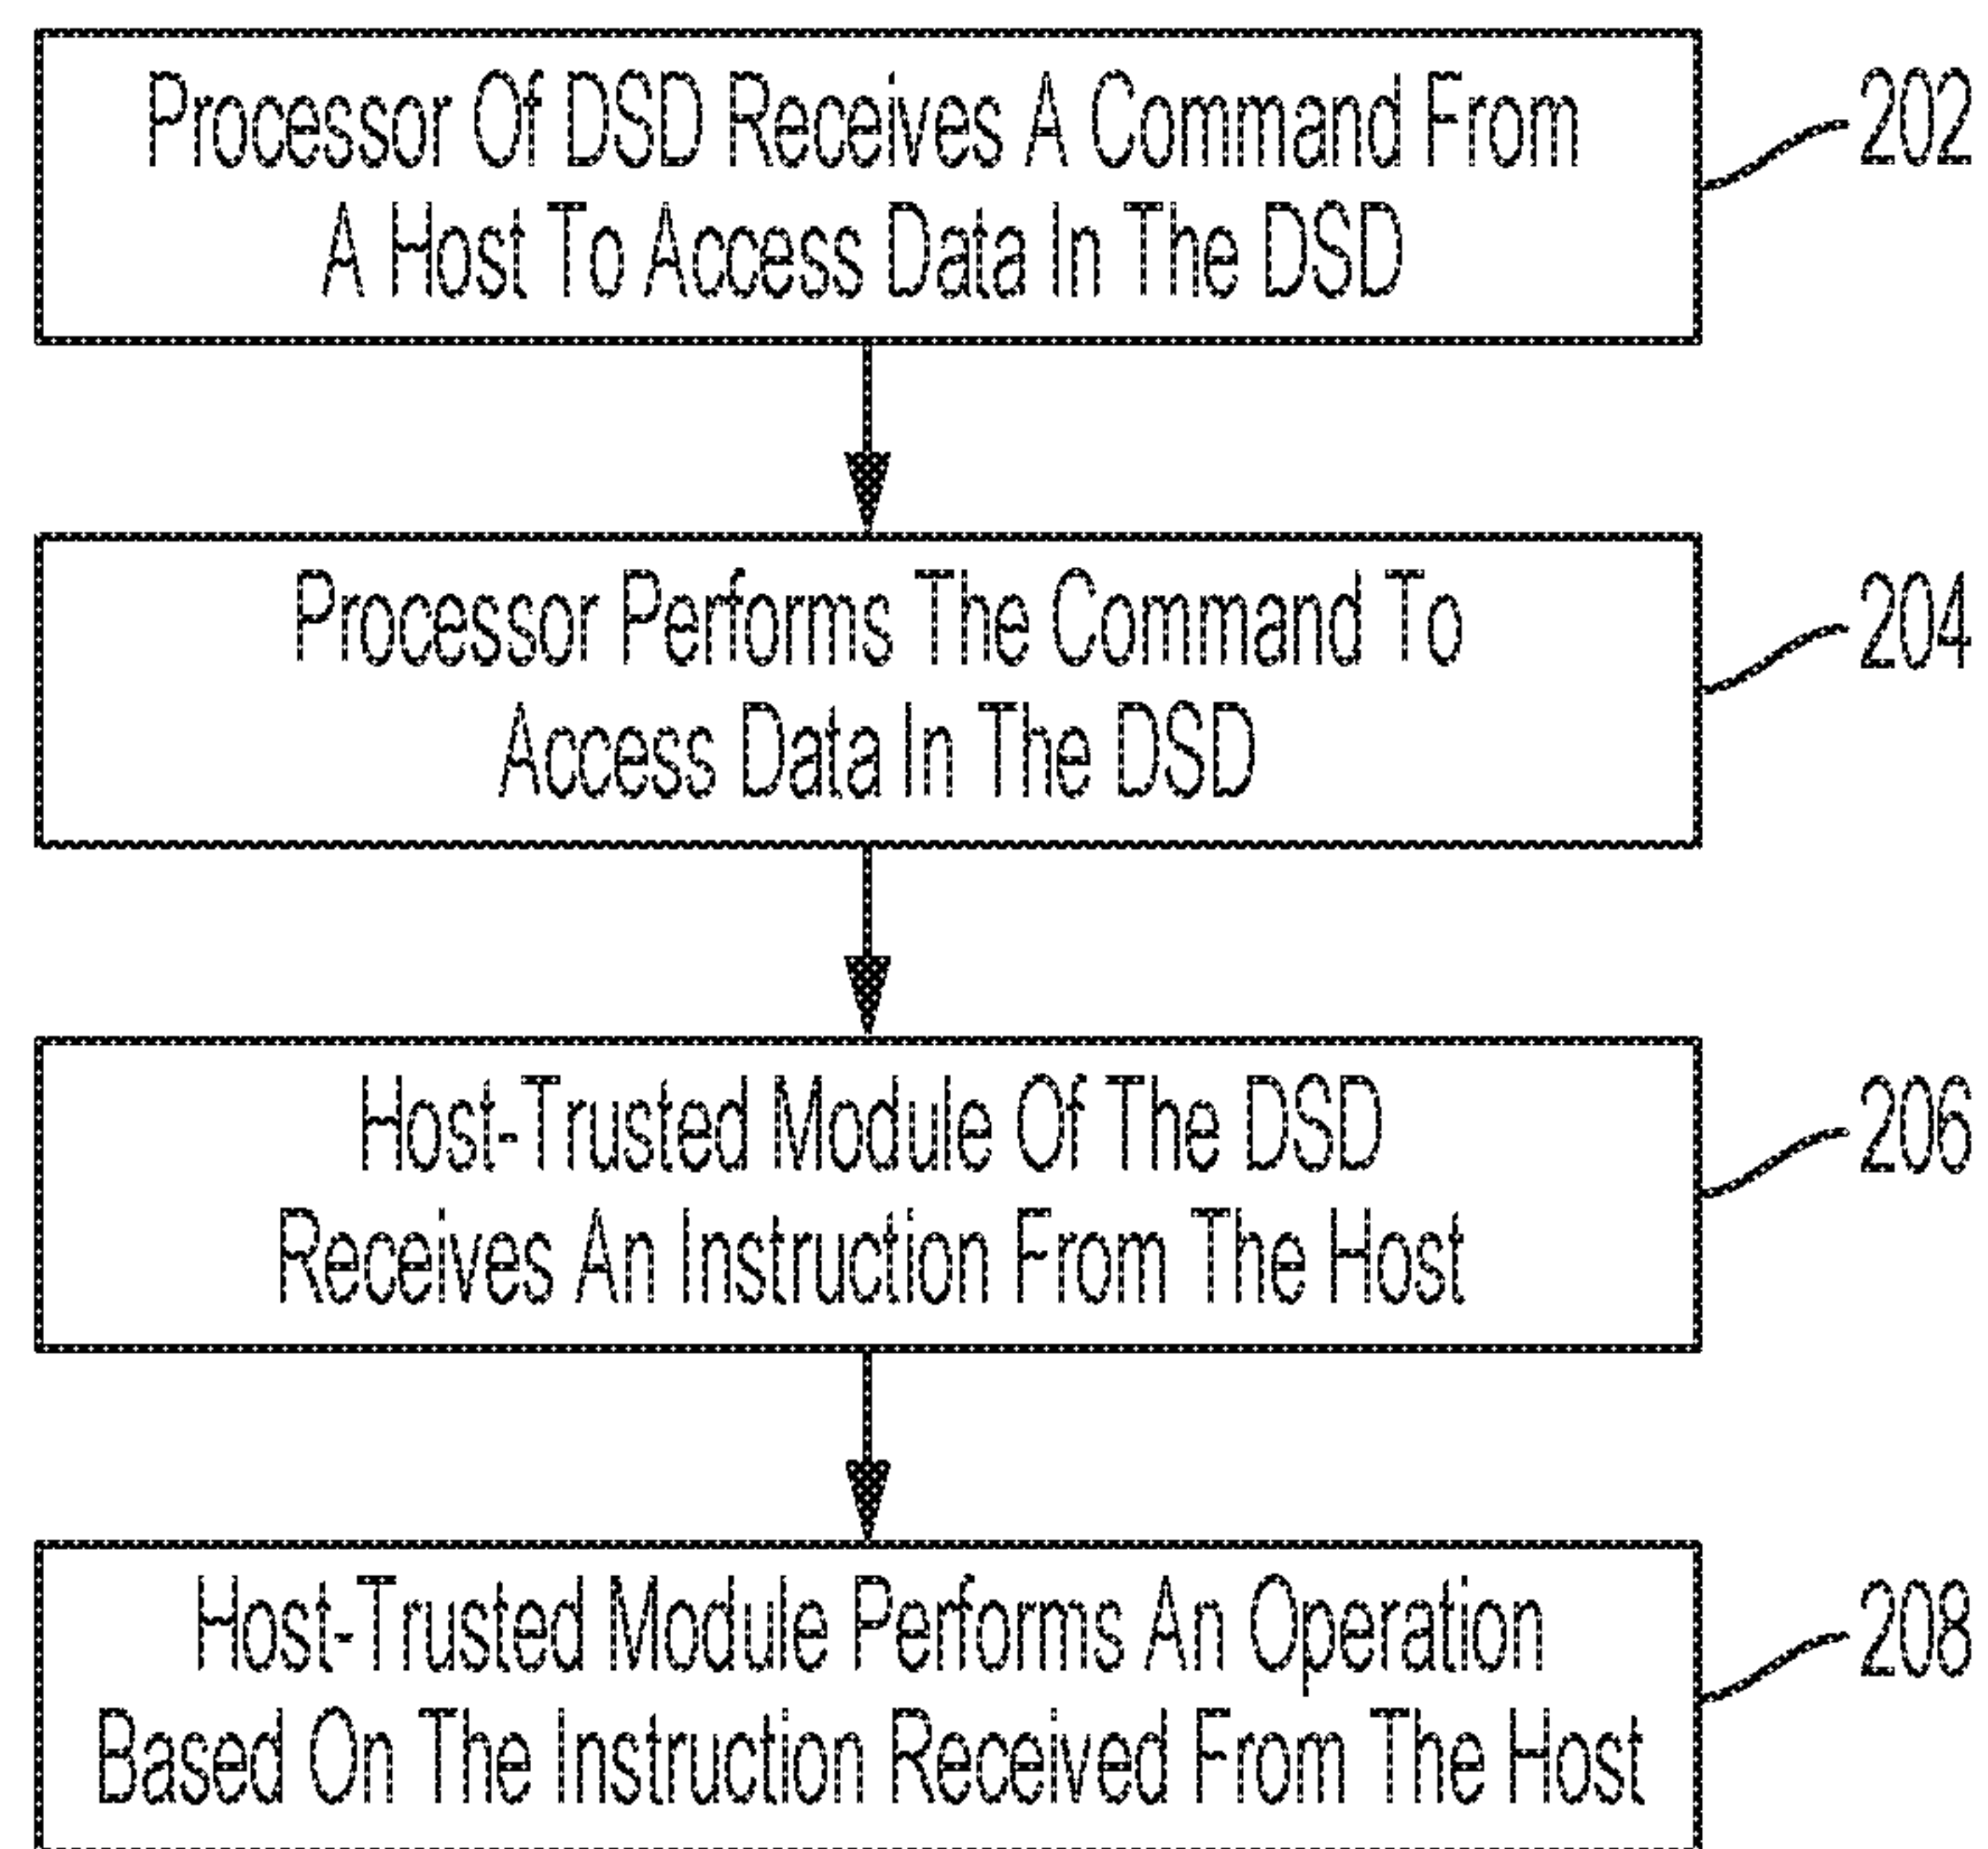 Processor Of DSD Receives A Command From
A Host To Access Data In The DSD
202
Processor Performs The Command To
Access Data In The DSD
204
Host-Trusted Module Of The DSD
Receives An Instruction From The Host
206
Host-Trusted Module Performs An Operation
Based On The Instruction Received From The Host
208